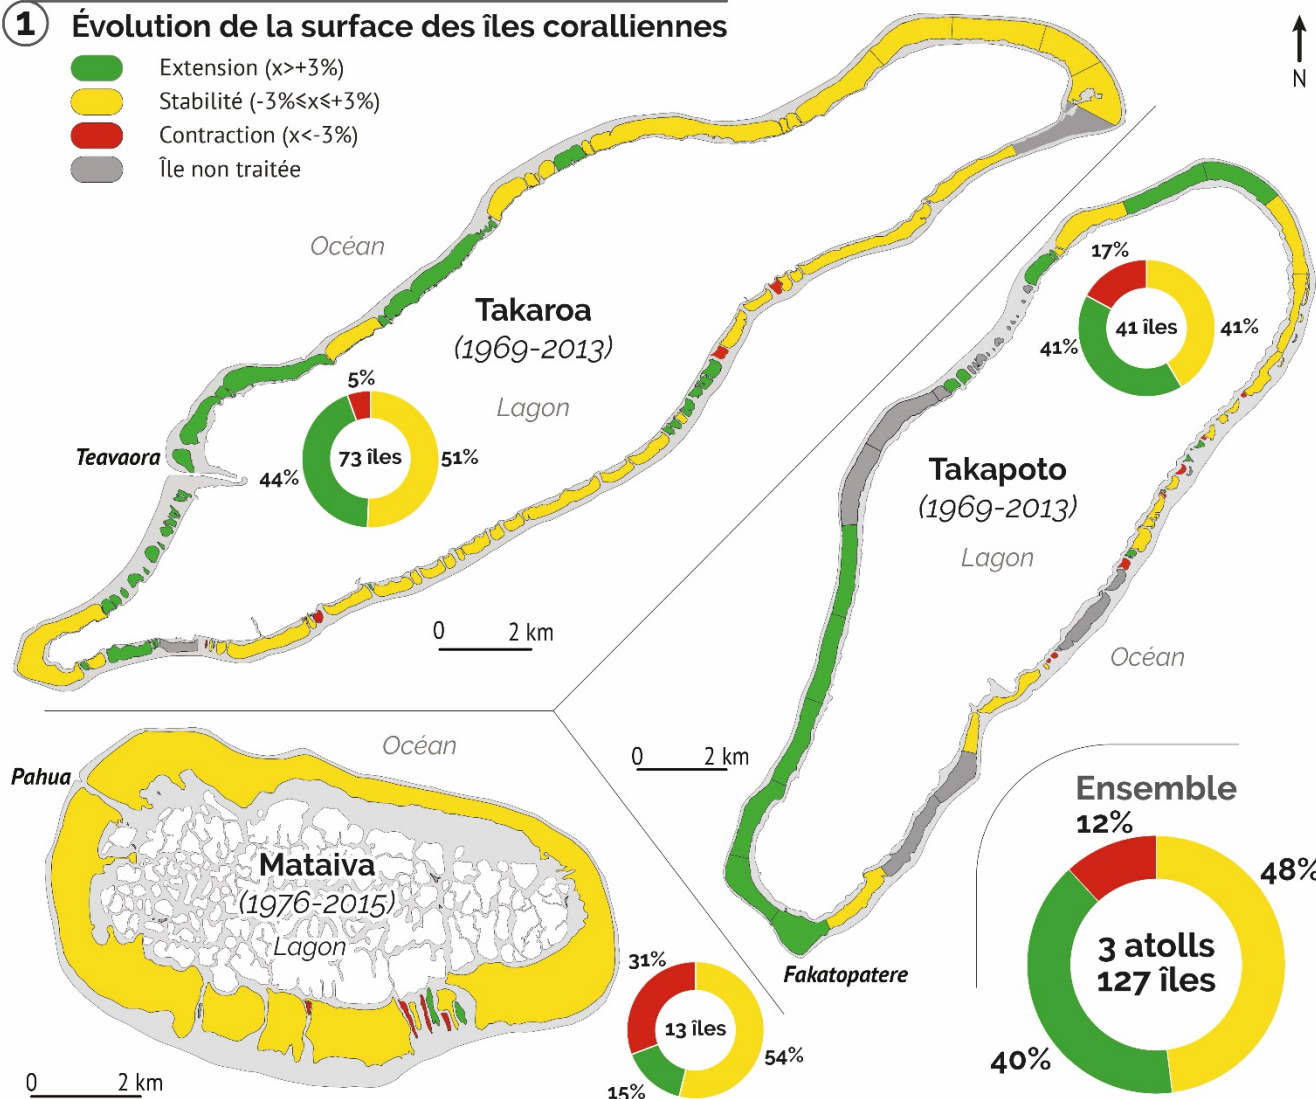 1 Évolution de la surface des îles coralliennes
Extension (x>+3%)
Stabilité (-3%⩽x⩽+3%)
Contraction (x<-3%)
Île non traitée
N
Océan
Takaroa
(1969-2013)
Lagon
Teavaora
5%
73 îles
51%
44%
0 2 km
17%
41 îles
41%
41%
Takapoto
(1969-2013)
Lagon
Océan
0 2 km
Fakatopatere
Océan
Pahua
Mataiva
(1976-2015)
Lagon
31%
13 îles
54%
15%
0 2 km
Ensemble
12%
48%
3 atolls
127 îles
40%